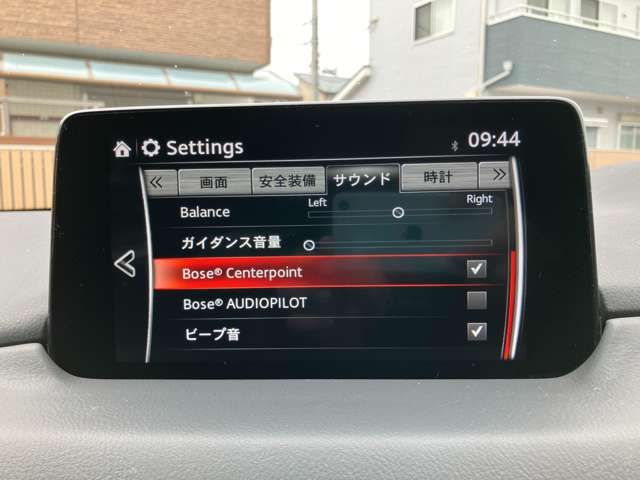 Settings 09:44
≪ 画面 安全装備 サウンド 時計 ≫
Left Right
Balance
ガイダンス音量
Bose® Centerpoint
Bose® AUDIOPILOT
ビープ音